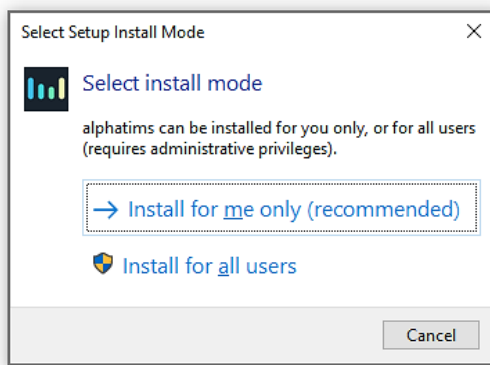 Select Setup Install Mode
Select install mode
alphatims can be installed for you only, or for all users
(requires administrative privileges).
Install for me only (recommended)
Install for all users
Cancel